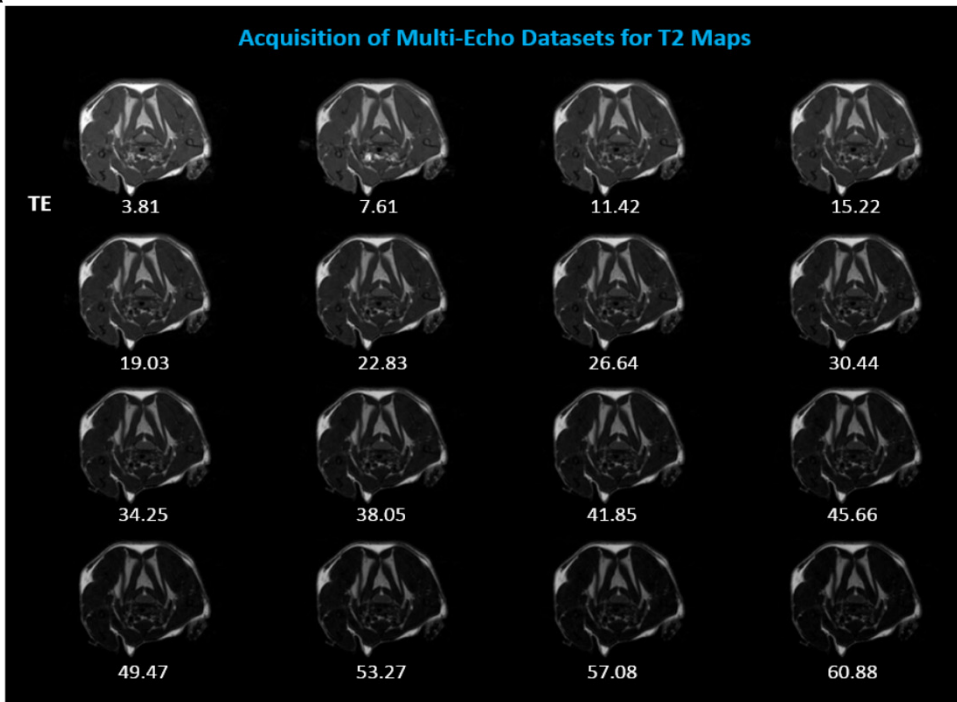 Acquisition of Multi-Echo Datasets for T2 Maps
TE 3.81 7.61 11.42 15.22
19.03 22.83 26.64 30.44
34.25 38.05 41.85 45.66
49.47 53.27 57.08 60.88